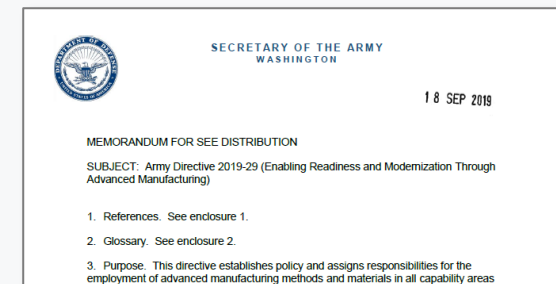 SECRETARY OF THE ARMY
WASHINGTON
18 SEP 2019
MEMORANDUM FOR SEE DISTRIBUTION
SUBJECT: Army Directive 2019-29 (Enabling Readiness and Modernization Through
Advanced Manufacturing)
1. References. See enclosure 1.
2. Glossary. See enclosure 2.
3. Purpose. This directive establishes policy and assigns responsibilities for the
employment of advanced manufacturing methods and materials in all capability areas